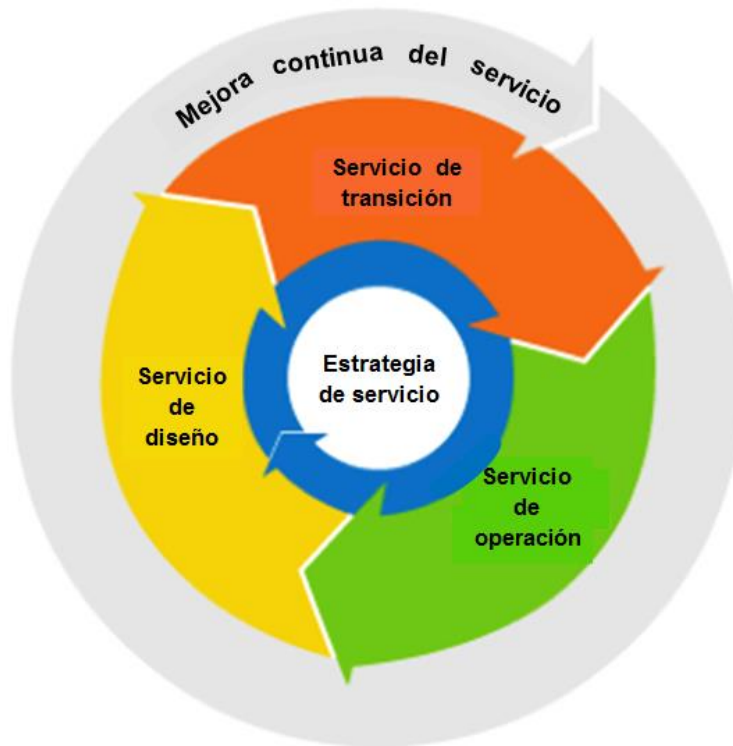 Mejora continua del servicio
Servicio de
transición
Estrategia
de servicio
Servicio
de
diseño
Servicio
de
operación